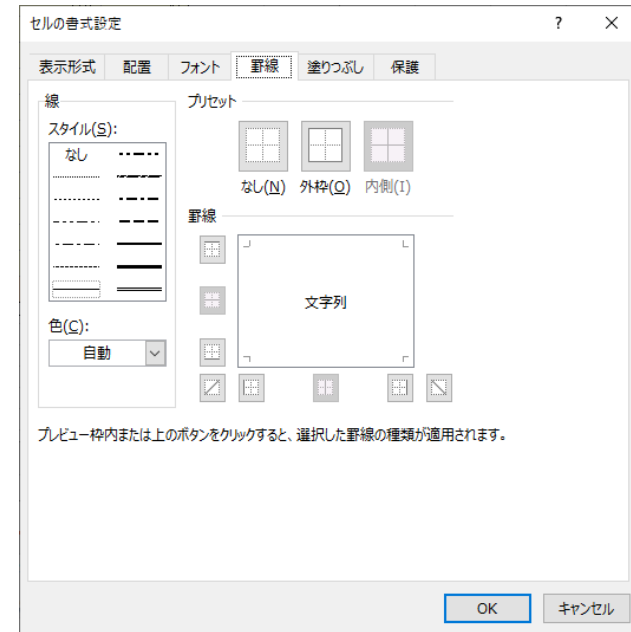 セルの書式設定 ?
表示形式 配置 フォント 罫線 塗りつぶし 保護
線
スタイル(S):
なし
色(C):
自動
プリセット
なし(N) 外枠(O) 内側(I)
罫線
文字列
プレビュー枠内または上のボタンをクリックすると、選択した罫線の種類が適用されます。
OK キャンセル